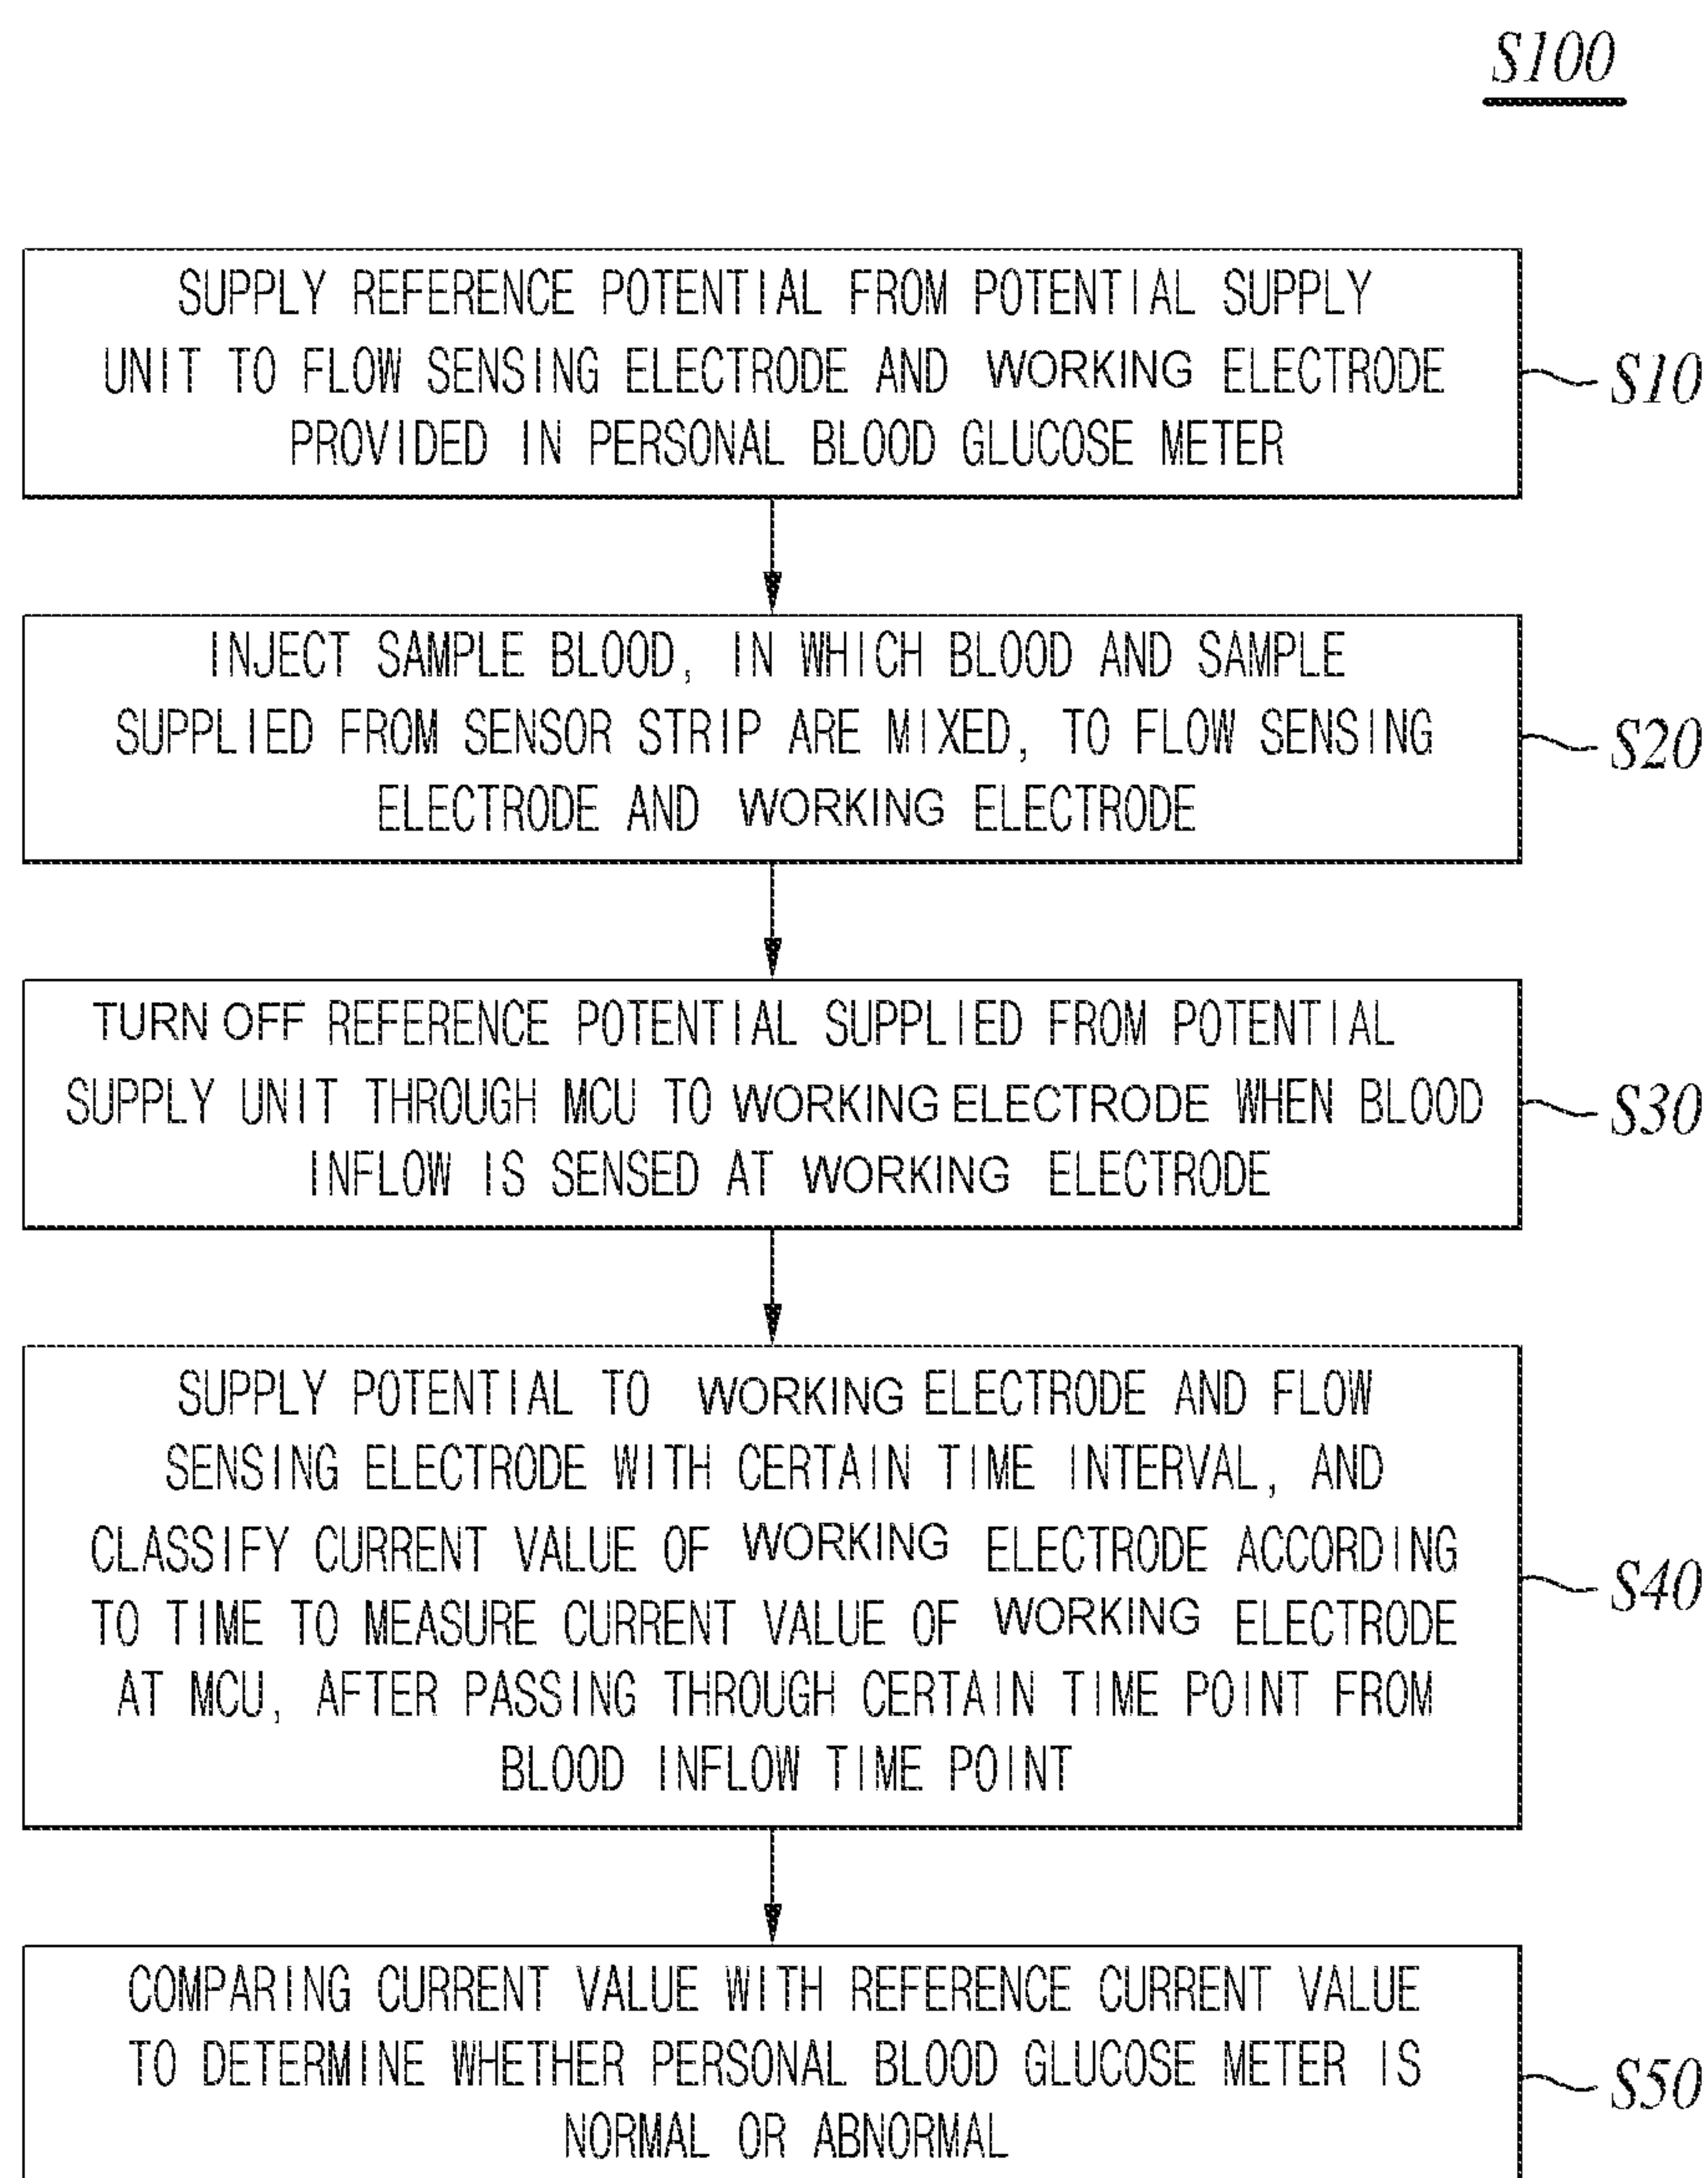 S100
SUPPLY REFERENCE POTENTIAL FROM POTENTIAL SUPPLY
UNIT TO FLOW SENSING ELECTRODE AND WORKING ELECTRODE
PROVIDED IN PERSONAL BLOOD GLUCOSE METER
S10
INJECT SAMPLE BLOOD, IN WHICH BLOOD AND SAMPLE
SUPPLIED FROM SENSOR STRIP ARE MIXED, TO FLOW SENSING
ELECTRODE AND WORKING ELECTRODE
S20
TURN OFF REFERENCE POTENTIAL SUPPLIED FROM POTENTIAL
SUPPLY UNIT THROUGH MCU TO WORKING ELECTRODE WHEN BLOOD
INFLOW IS SENSED AT WORKING ELECTRODE
S30
SUPPLY POTENTIAL TO WORKING ELECTRODE AND FLOW
SENSING ELECTRODE WITH CERTAIN TIME INTERVAL, AND
CLASSIFY CURRENT VALUE OF WORKING ELECTRODE ACCORDING
TO TIME TO MEASURE CURRENT VALUE OF WORKING ELECTRODE
AT MCU, AFTER PASSING THROUGH CERTAIN TIME POINT FROM
BLOOD INFLOW TIME POINT
S40
COMPARING CURRENT VALUE WITH REFERENCE CURRENT VALUE
TO DETERMINE WHETHER PERSONAL BLOOD GLUCOSE METER IS
NORMAL OR ABNORMAL
S50